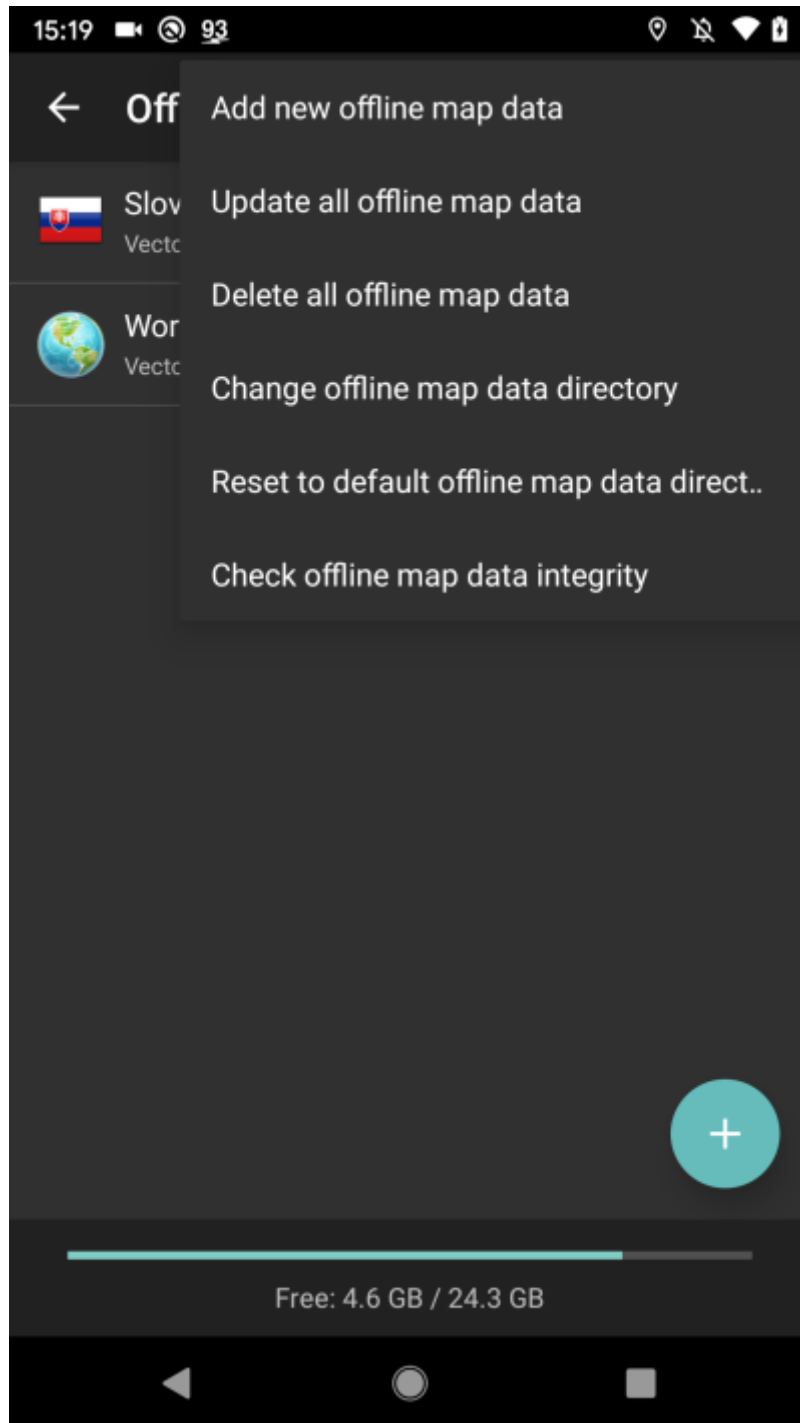 15:19 93
Off
Add new offline map data
Slov
Update all offline map data
Vecto
Delete all offline map data
Wor
Vecto
Change offline map data directory
Reset to default offline map data direct..
Check offline map data integrity
Free: 4.6 GB / 24.3 GB